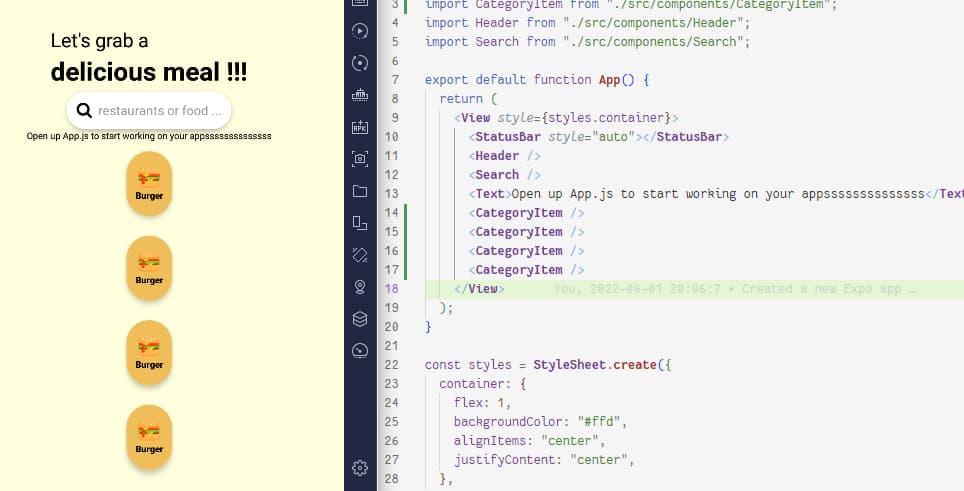 Let's grab a
delicious meal !!!
restaurants or food ...
Open up App.js to start working on your appsssssssssssss
Burger
Burger
Burger
Burger
3 import CategoryItem from "./src/components/CategoryItem";
4 import Header from "./src/components/Header";
5 import Search from "./src/components/Search";
6
7 export default function App() {
8 return (
9 <View style={styles.container}>
10 <StatusBar style="auto"></StatusBar>
11 <Header />
12 <Search />
13 <Text>Open up App.js to start working on your appsssssssssssss</Text
14 <CategoryItem />
15 <CategoryItem />
16 <CategoryItem />
17 <CategoryItem />
18 </View> You, 2022-06-01 20:06:7 • Created a new Expo app …
19 );
20 }
21
22 const styles = StyleSheet.create({
23 container: {
24 flex: 1,
25 backgroundColor: "#ffd",
26 alignItems: "center",
27 justifyContent: "center",
28 },